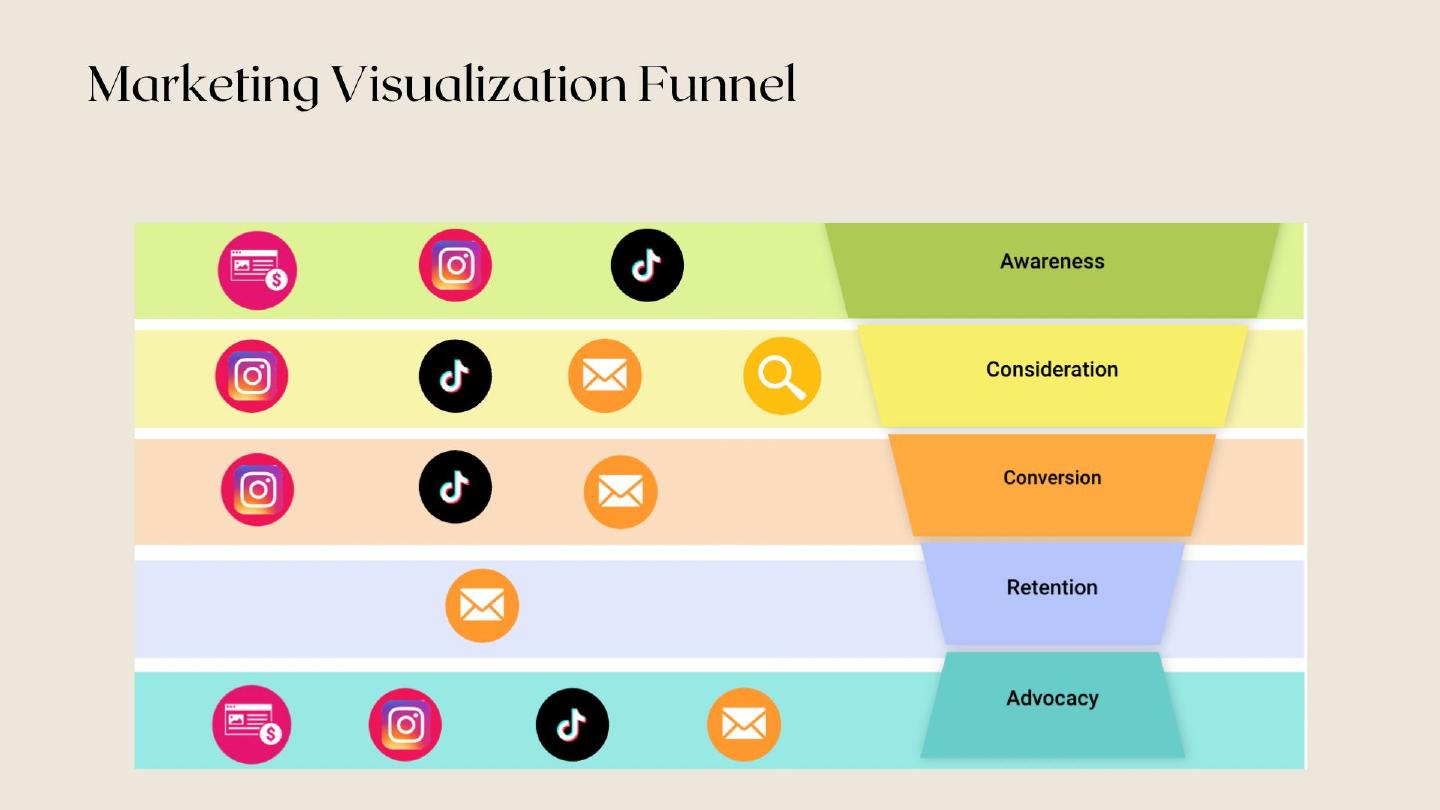 Marketing Visualization Funnel
$
Awareness
Consideration
Conversion
Retention
$
Advocacy